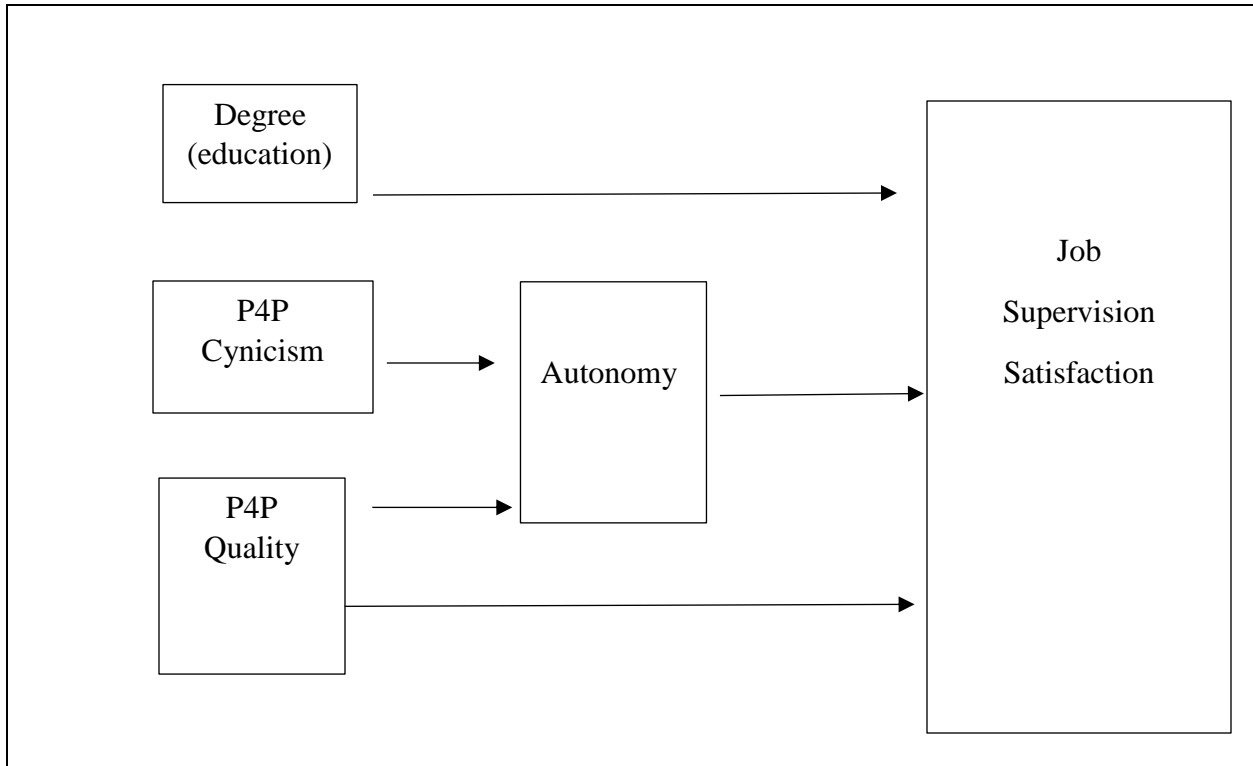 Degree
(education)
P4P
Cynicism
P4P
Quality
Autonomy
Job
Supervision
Satisfaction